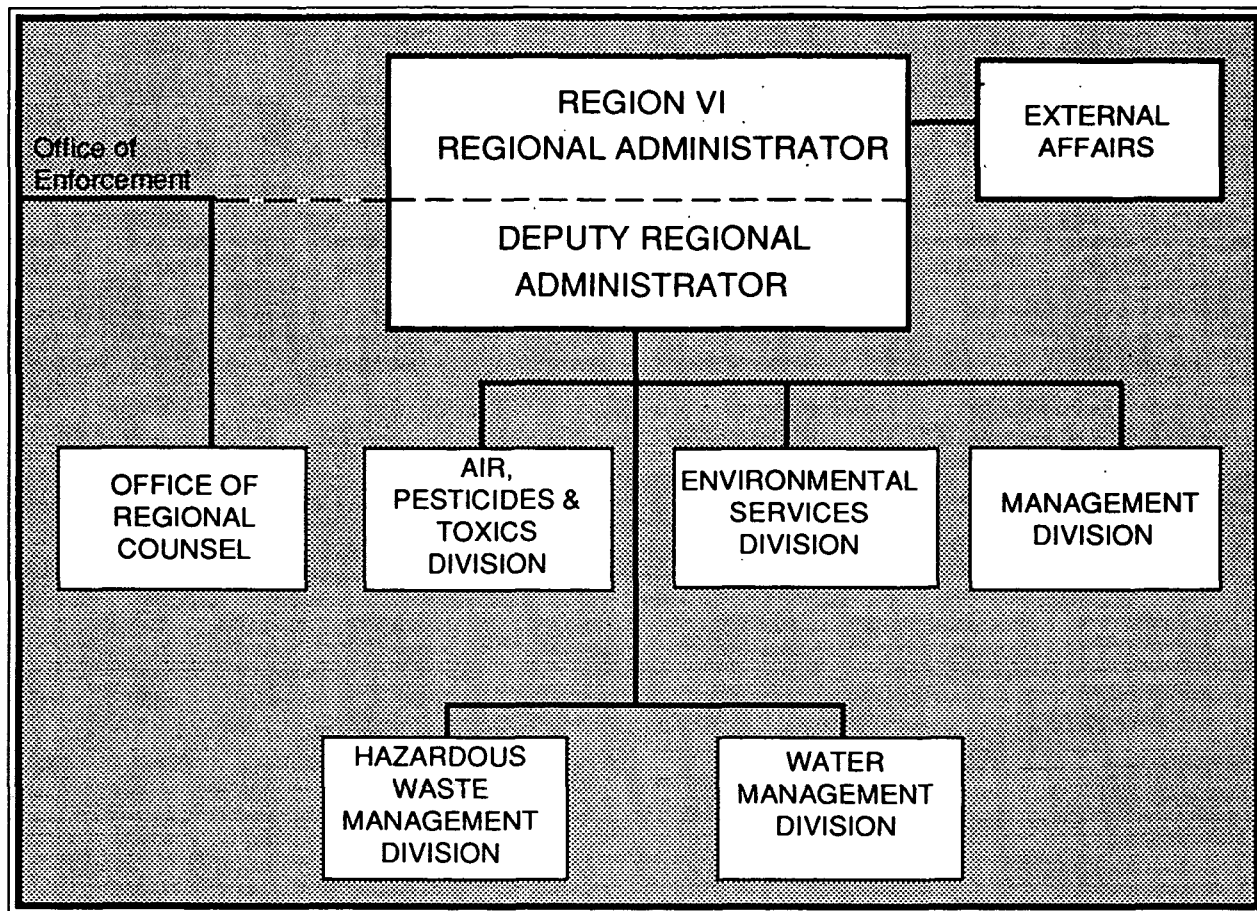 REGION VI
REGIONAL ADMINISTRATOR
DEPUTY REGIONAL
ADMINISTRATOR
EXTERNAL
AFFAIRS
Office of
Enforcement
OFFICE OF
REGIONAL
COUNSEL
AIR,
PESTICIDES &
TOXICS
DIVISION
ENVIRONMENTAL
SERVICES
DIVISION
MANAGEMENT
DIVISION
HAZARDOUS
WASTE
MANAGEMENT
DIVISION
WATER
MANAGEMENT
DIVISION